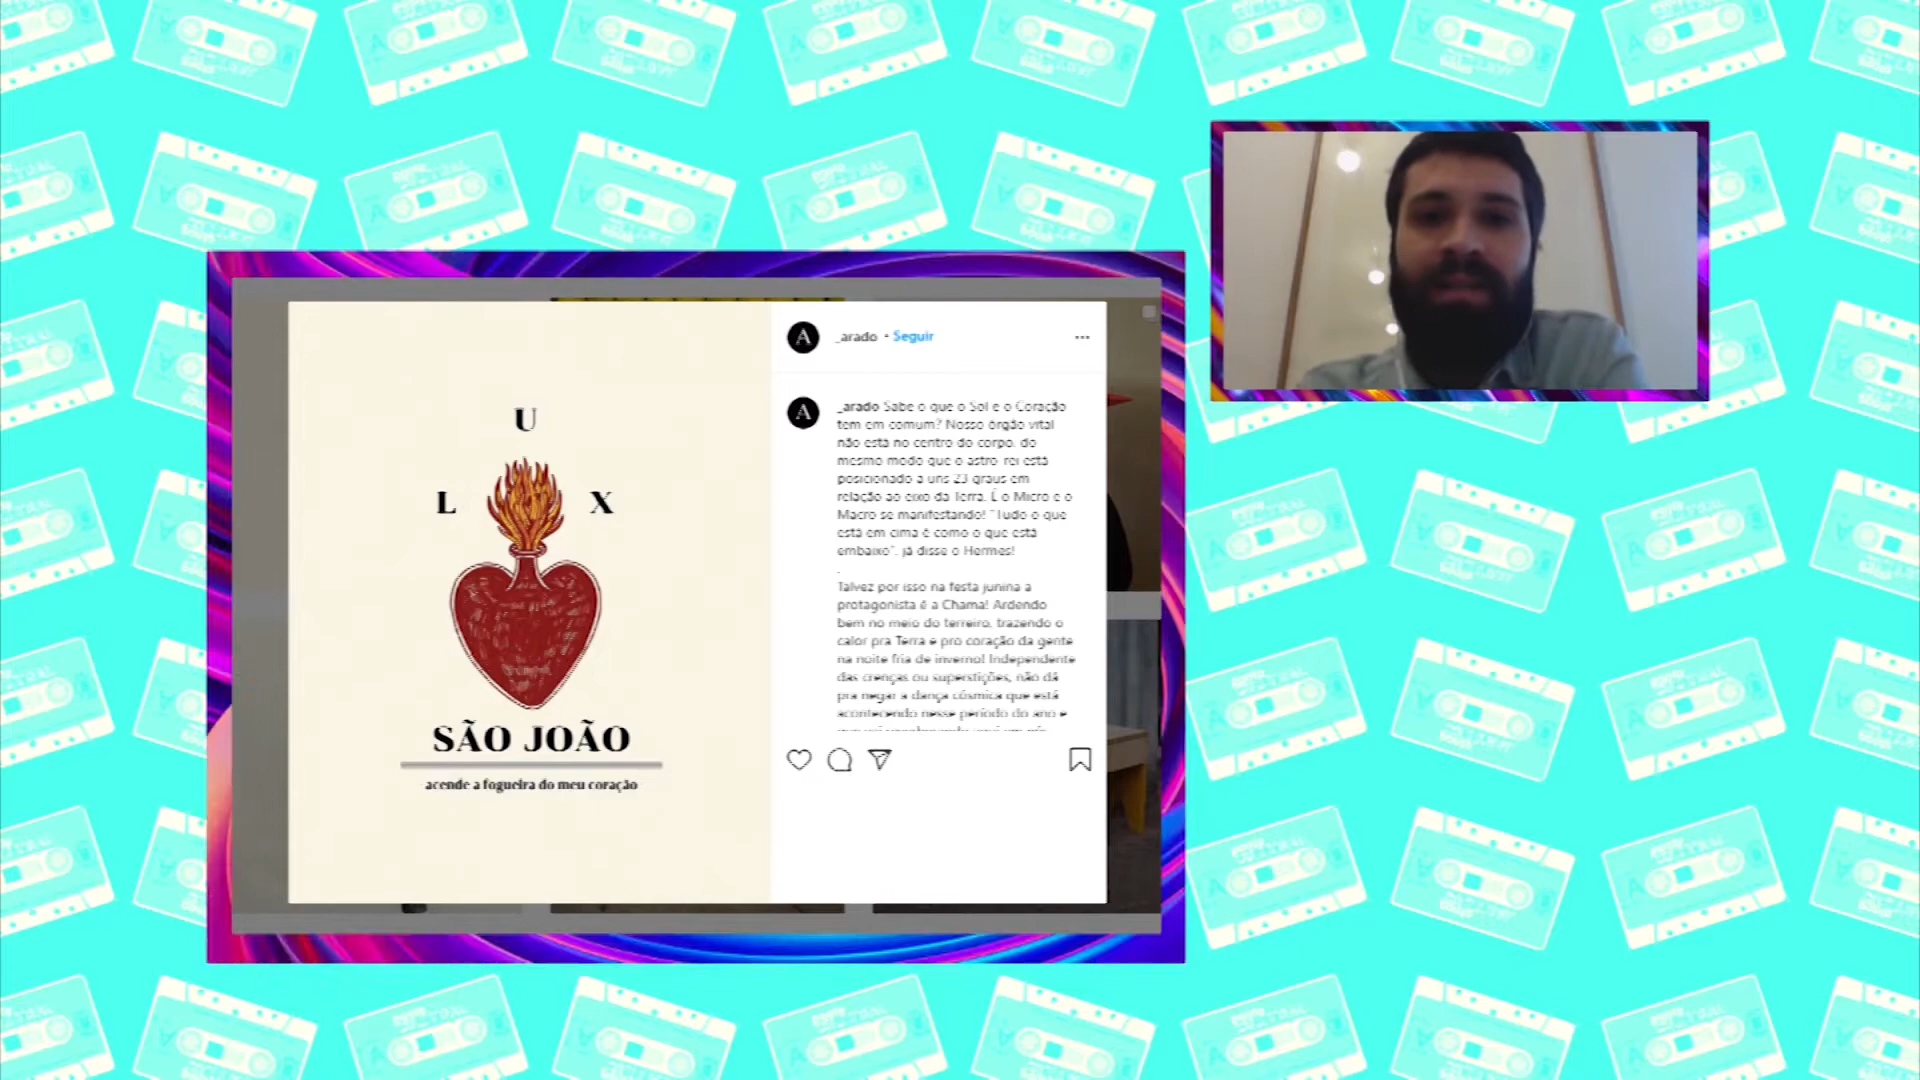 U
L X
SÃO JOÃO
acende a fogueira do meu coração
A _arado • Seguir
A _arado Sabe o que o Sol e o Coração
tem em comum? Nosso órgão vital
não está no centro do corpo, do
mesmo modo que o astro-rei está
posicionado a uns 23 graus em
relação ao eixo da Terra. É o Micro e o
Macro se manifestando! "Tudo o que
está em cima é como o que está
embaixo", já disse o Hermes!
.
Talvez por isso na festa junina a
protagonista é a Chama! Ardendo
bem no meio do terreiro, trazendo o
calor pra Terra e pro coração da gente
na noite fria de inverno! Independente
das crenças ou superstições, não dá
pra negar a dança cósmica que está
acontecendo nesse período do ano e